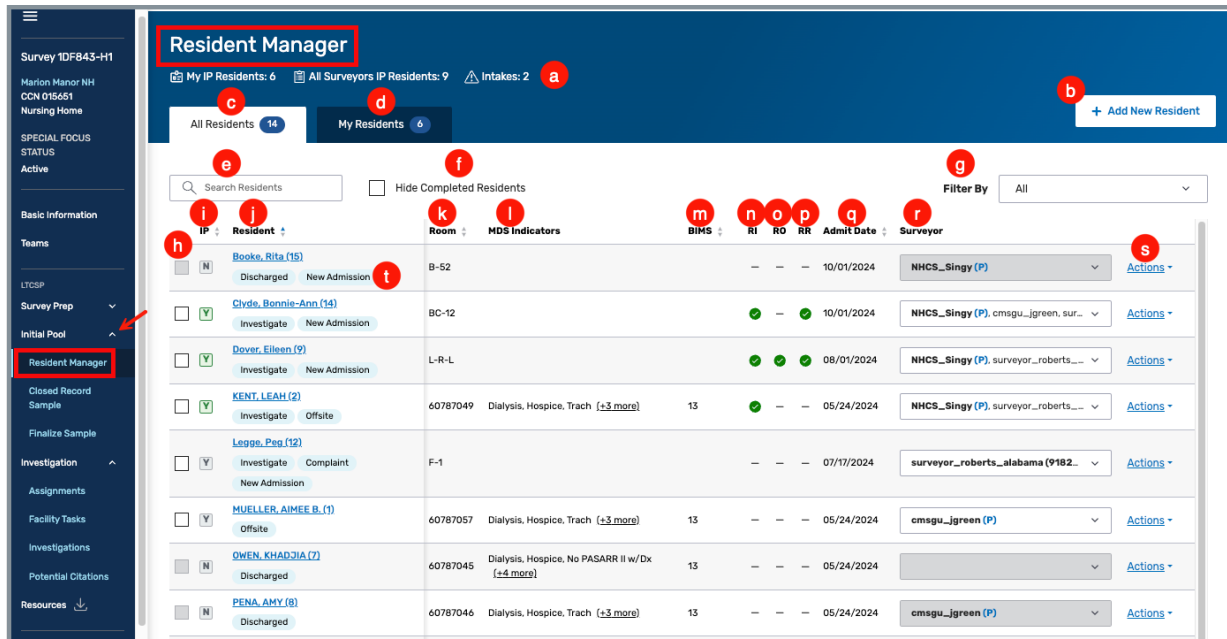 Survey 1DF843-H1
Marion Manor NH
CCN 015651
Nursing Home
SPECIAL FOCUS
STATUS
Active
Basic Information
Teams
LTCSP
Survey Prep
Initial Pool
Resident Manager
Closed Record
Sample
Finalize Sample
Investigation
Assignments
Facility Tasks
Investigations
Potential Citations
Resources
Resident Manager
My IP Residents: 6 All Surveyors IP Residents: 9 Intakes: 2 a
b
+ Add New Resident
c d
All Residents 14 My Residents 6
e f g
Search Residents Hide Completed Residents Filter By All
i j k l m n o p q r
IP Resident Room MDS Indicators BIMS RI RO RR Admit Date Surveyor
h s
N Booke, Rita (15) B-52 – – – 10/01/2024 NHCS_Singy (P) Actions
Discharged New Admission t
Y Clyde, Bonnie-Ann (14) BC-12 – 10/01/2024 NHCS_Singy (P), cmsgu_jgreen, sur... Actions
Investigate New Admission
Y Dover, Eileen (9) L-R-L 08/01/2024 NHCS_Singy (P), surveyor_roberts_... Actions
Investigate New Admission
Y KENT, LEAH (2) 60787049 Dialysis, Hospice, Trach (+3 more) 13 – – 05/24/2024 NHCS_Singy (P), surveyor_roberts_... Actions
Investigate Offsite
Y Legge, Peg (12) F-1 – – – 07/17/2024 surveyor_roberts_alabama (9182... Actions
Investigate Complaint
New Admission
Y MUELLER, AIMEE B. (1) 60787057 Dialysis, Hospice, Trach (+3 more) 13 – – – 05/24/2024 cmsgu_jgreen (P) Actions
Offsite
N OWEN, KHADJIA (7) 60787045 Dialysis, Hospice, No PASARR II w/Dx 13 – – – 05/24/2024 Actions
(+4 more)
Discharged
N PENA, AMY (8) 60787046 Dialysis, Hospice, Trach (+3 more) 13 – – – 05/24/2024 cmsgu_jgreen (P) Actions
Discharged